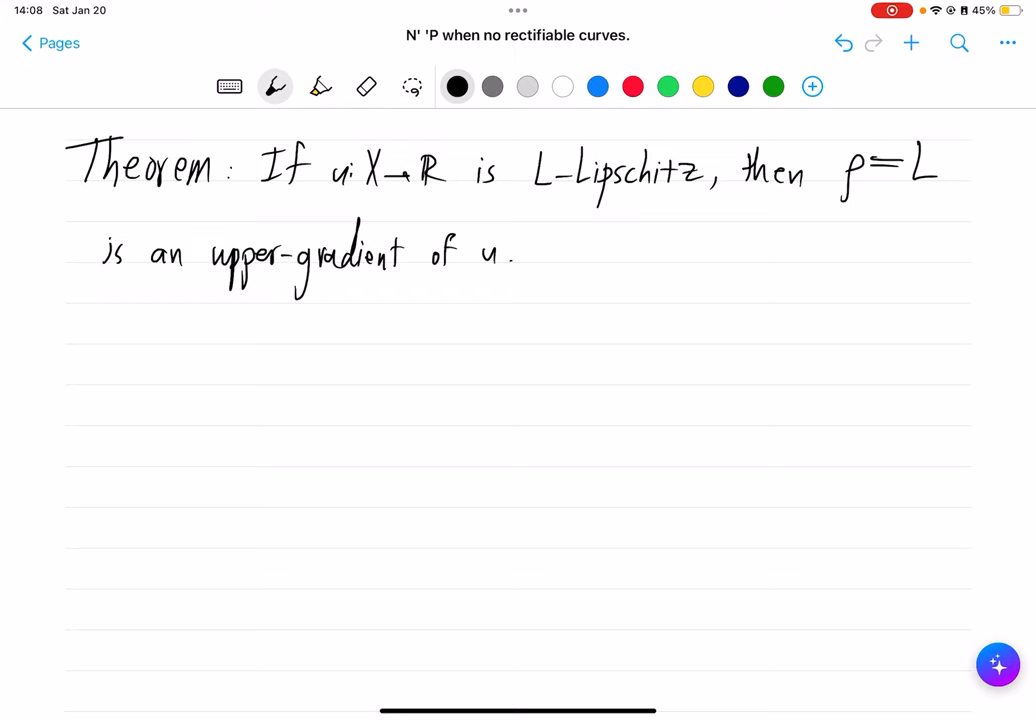 14:08 Sat Jan 20
45%
Pages
N' 'P when no rectifiable curves.
Theorem: If u: X → ℝ is L-Lipschitz, then ρ = L
is an upper-gradient of u.